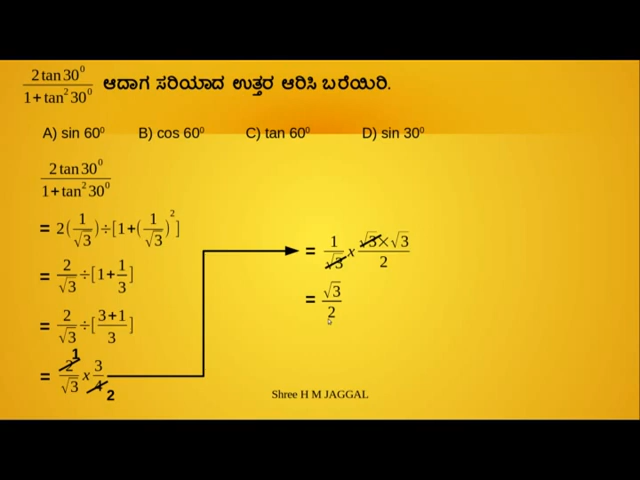 2 tan 30⁰ / 1 + tan² 30⁰ ಆದಾಗ ಸರಿಯಾದ ಉತ್ತರ ಆರಿಸಿ ಬರೆಯಿರಿ.
A) sin 60⁰ B) cos 60⁰ C) tan 60⁰ D) sin 30⁰
2 tan 30⁰ / 1 + tan² 30⁰
= 2(1/√3)÷[1+(1/√3)²]
= 2/√3÷[1+1/3]
= 2/√3÷[3+1/3]
1
= 2/√3 x 3/4
2
= 1/√3 x √3×√3/2
= √3/2
Shree H M JAGGAL